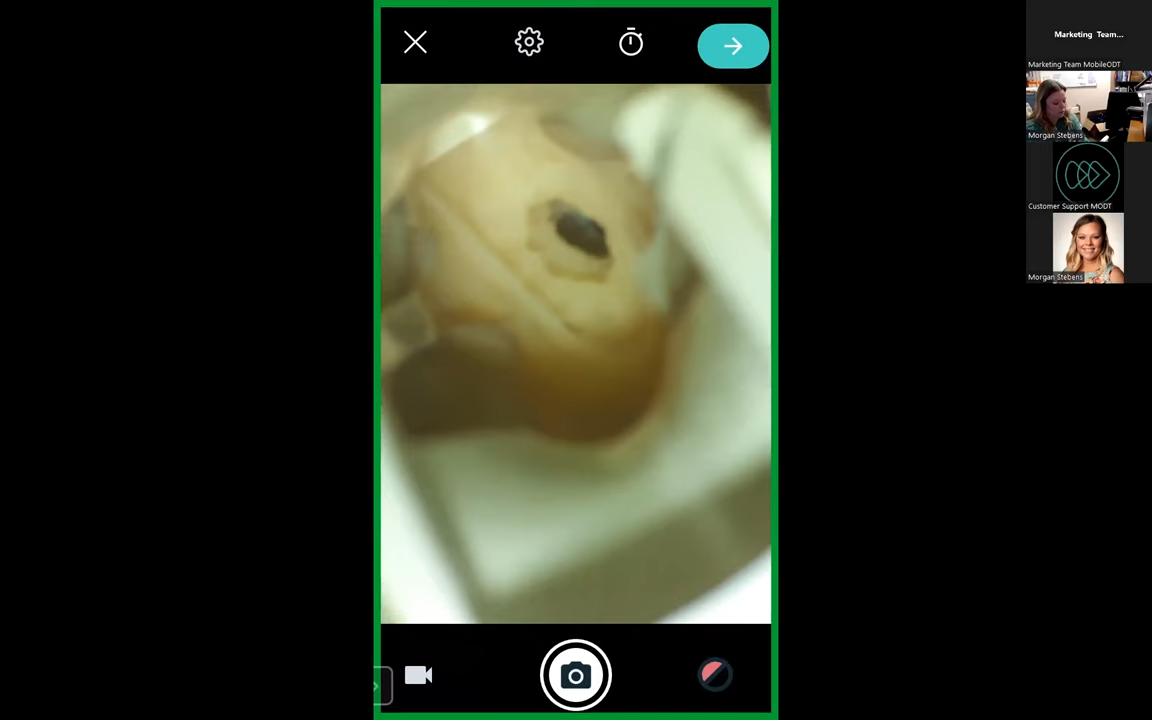 Marketing Team...
Marketing Team MobileODT
Morgan Stebens
Customer Support MODT
Morgan Stebens